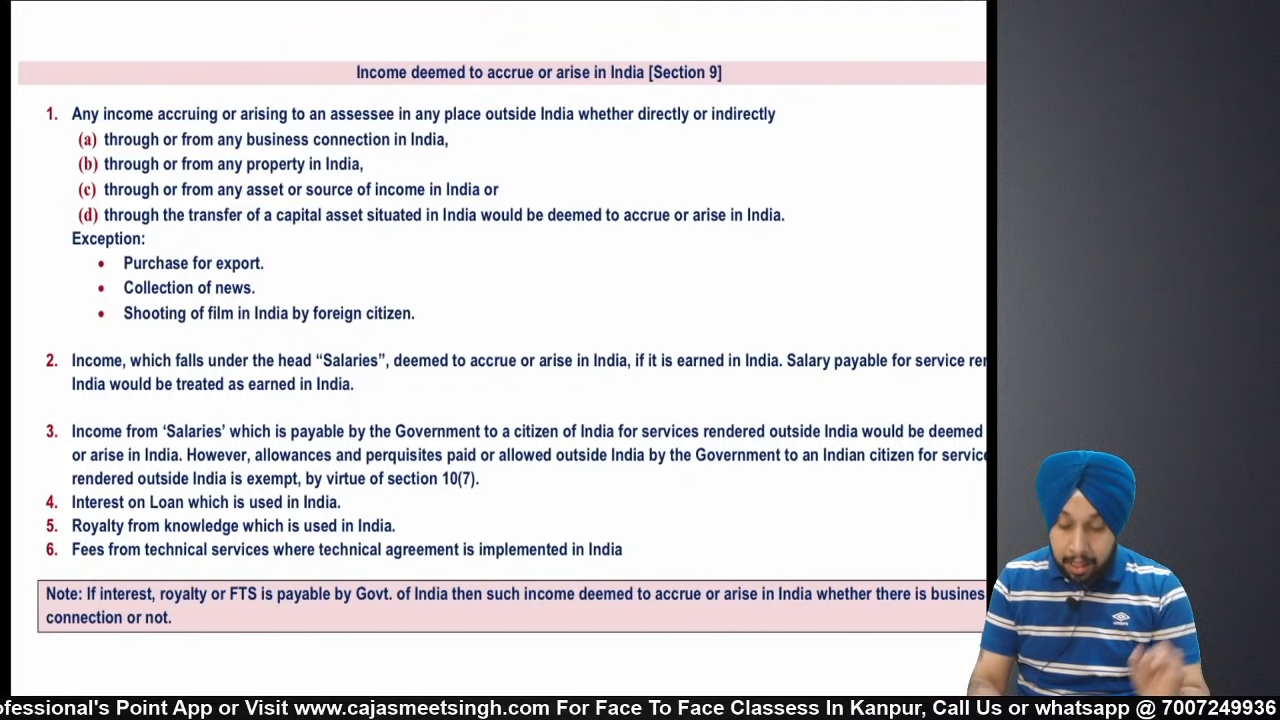 Income deemed to accrue or arise in India [Section 9]
1. Any income accruing or arising to an assessee in any place outside India whether directly or indirectly
(a) through or from any business connection in India,
(b) through or from any property in India,
(c) through or from any asset or source of income in India or
(d) through the transfer of a capital asset situated in India would be deemed to accrue or arise in India.
Exception:
• Purchase for export.
• Collection of news.
• Shooting of film in India by foreign citizen.
2. Income, which falls under the head “Salaries”, deemed to accrue or arise in India, if it is earned in India. Salary payable for service
India would be treated as earned in India.
3. Income from ‘Salaries’ which is payable by the Government to a citizen of India for services rendered outside India would be deemed
or arise in India. However, allowances and perquisites paid or allowed outside India by the Government to an Indian citizen for
rendered outside India is exempt, by virtue of section 10(7).
4. Interest on Loan which is used in India.
5. Royalty from knowledge which is used in India.
6. Fees from technical services where technical agreement is implemented in India
Note: If interest, royalty or FTS is payable by Govt. of India then such income deemed to accrue or arise in India whether there is
connection or not.
Point App or Visit www.cajasmeetsingh.com For Face To Face Classess In Kanpur, Call Us or whatsapp @ 7007249936